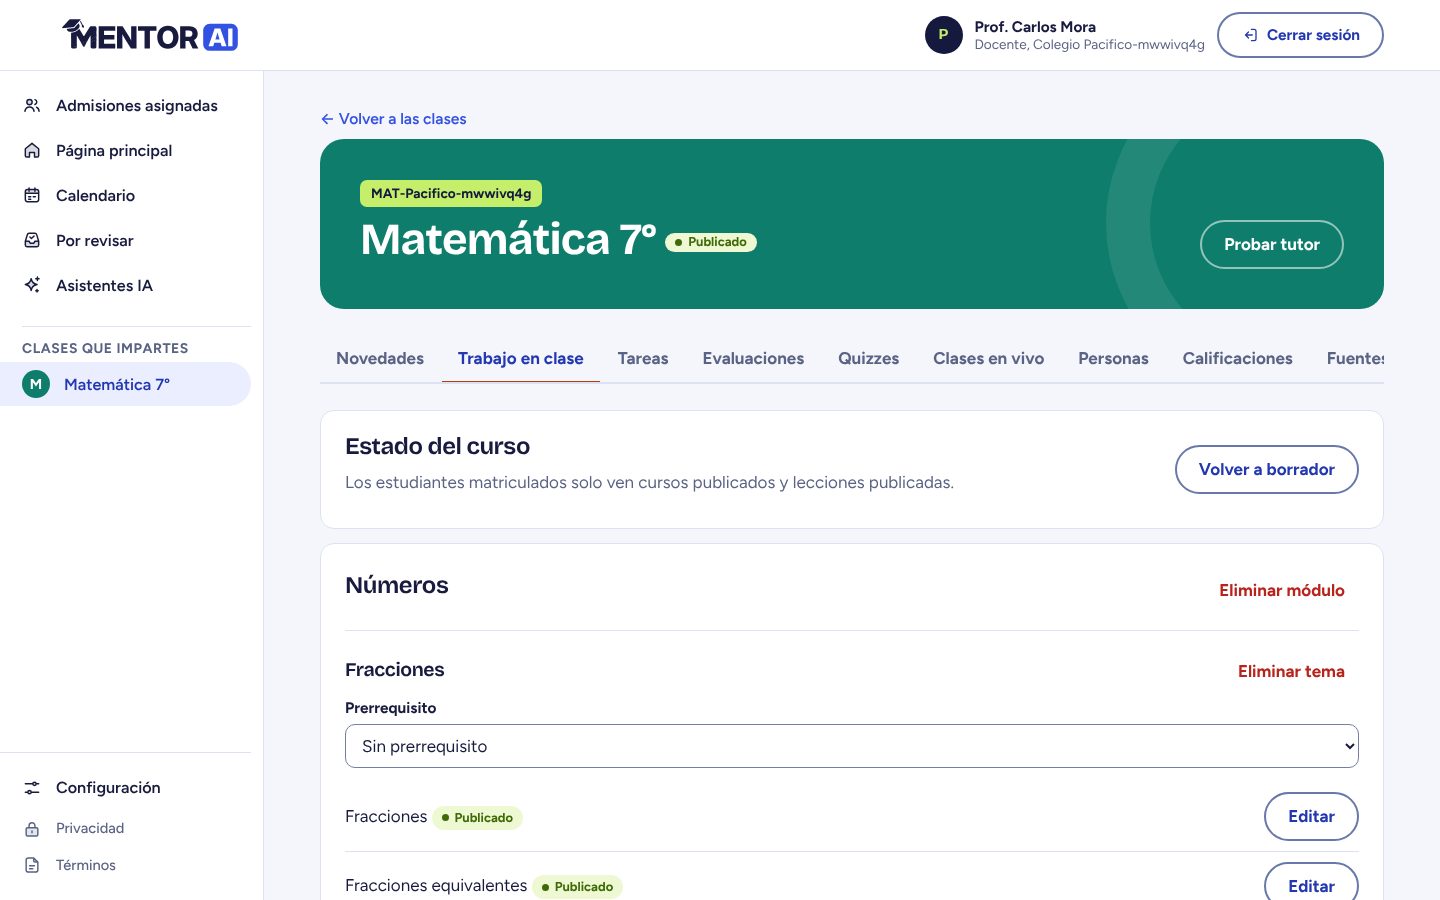 MENTOR AI
P
Prof. Carlos Mora
Docente, Colegio Pacifico-mwwivq4g
Cerrar sesión
Admisiones asignadas
Página principal
Calendario
Por revisar
Asistentes IA
CLASES QUE IMPARTES
M Matemática 7°
Configuración
Privacidad
Términos
← Volver a las clases
MAT-Pacifico-mwwivq4g
Matemática 7° Publicado
Probar tutor
Novedades Trabajo en clase Tareas Evaluaciones Quizzes Clases en vivo Personas Calificaciones Fuentes
Estado del curso
Los estudiantes matriculados solo ven cursos publicados y lecciones publicadas.
Volver a borrador
Números
Eliminar módulo
Fracciones
Eliminar tema
Prerrequisito
Sin prerrequisito
Fracciones Publicado
Editar
Fracciones equivalentes Publicado
Editar